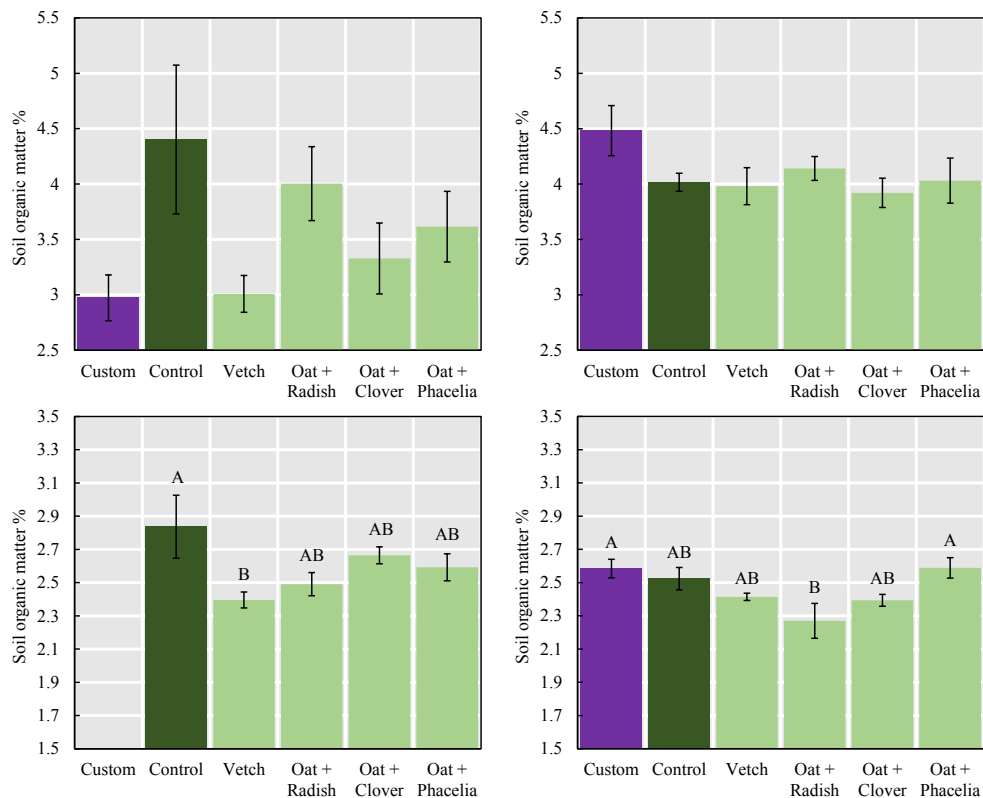 Soil organic matter %
5.5
5
4.5
4
3.5
3
2.5
Custom Control Vetch Oat + Oat + Oat +
Radish Clover Phacelia
Soil organic matter %
5.5
5
4.5
4
3.5
3
2.5
Custom Control Vetch Oat + Oat + Oat +
Radish Clover Phacelia
Soil organic matter %
3.5
3.3
3.1
2.9
2.7
2.5
2.3
2.1
1.9
1.7
1.5
A
B
AB
AB
AB
Custom Control Vetch Oat + Oat + Oat +
Radish Clover Phacelia
Soil organic matter %
3.5
3.3
3.1
2.9
2.7
2.5
2.3
2.1
1.9
1.7
1.5
A
AB
AB
B
AB
A
Custom Control Vetch Oat + Oat + Oat +
Radish Clover Phacelia